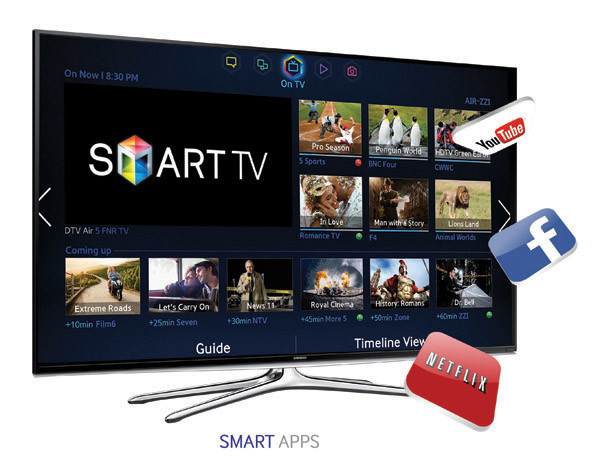 On Now | 8:30 PM
On TV
AIR-ZZI
SMART TV
Pro Season
5 Sports
Penguin World
BNC Four
HDTV Green Earth
CWWC
YouTube
In Love
Romance TV
Man with a Story
F4
Lions Land
Animal Worlds
DTV Air 5 FNR TV
Coming up
Extreme Roads
+10min Film6
Let's Carry On
+25min Seven
News 11
+30min NTV
Royal Cinema
+45min More 5
History: Romans
+50min Zone
Dr. Bell
+60min ZZI
f
Guide
Timeline View
SAMSUNG
NETFLIX
SMART APPS